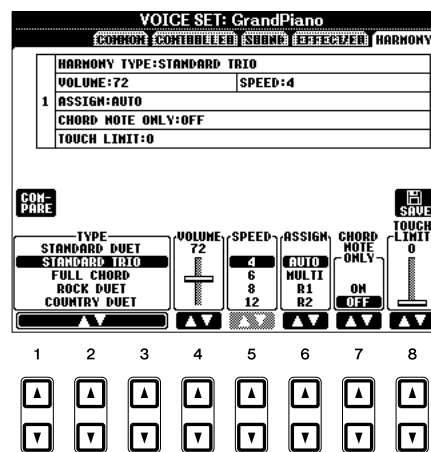 VOICE SET: GrandPiano
COMMON CONTROLLER SOUND EFFECT/EQ HARMONY
HARMONY TYPE:STANDARD TRIO
VOLUME:72 SPEED:4
1 ASSIGN:AUTO
CHORD NOTE ONLY:OFF
TOUCH LIMIT:0
COM-
PARE
SAVE
TYPE VOLUME SPEED ASSIGN CHORD NOTE ONLY TOUCH LIMIT
STANDARD DUET 72 0
STANDARD TRIO 4 AUTO
FULL CHORD 6 MULTI
ROCK DUET 8 R1 ON
COUNTRY DUET 12 R2 OFF
1 2 3 4 5 6 7 8